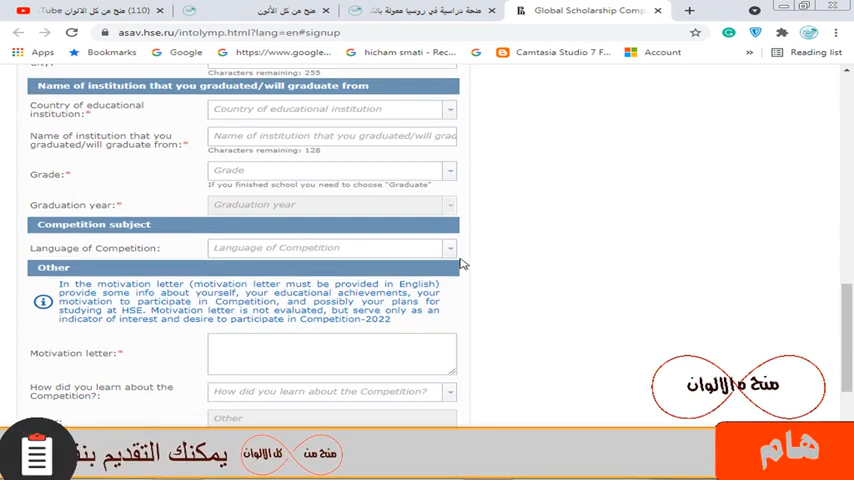 (110) منح من كل الالوان - YouTube
منح من كل الألون
منحة دراسية في روسيا ممولة بالك
Global Scholarship Comp
asav.hse.ru/intolymp.html?lang=en#signup
Apps
Bookmarks
https://www.google...
hicham smati - Rec...
https://www.google...
Camtasia Studio 7 F...
Account
Reading list
Characters remaining: 255
Name of institution that you graduated/will graduate from
Country of educational institution:*
Country of educational institution
Name of institution that you graduated/will graduate from:*
Name of institution that you graduated/will grad
Characters remaining: 128
Grade:*
Grade
If you finished school you need to choose "Graduate"
Graduation year:*
Graduation year
Competition subject
Language of Competition:
Language of Competition
Other
In the motivation letter (motivation letter must be provided in English)
provide some info about yourself, your educational achievements, your
motivation to participate in Competition, and possibly your plans for
studying at HSE. Motivation letter is not evaluated, but serve only as an
indicator of interest and desire to participate in Competition-2022
Motivation letter:*
How did you learn about the Competition?:
How did you learn about the Competition?
Other
منح من الالوان
هام
منح من كل الالوان
يمكنك التقديم